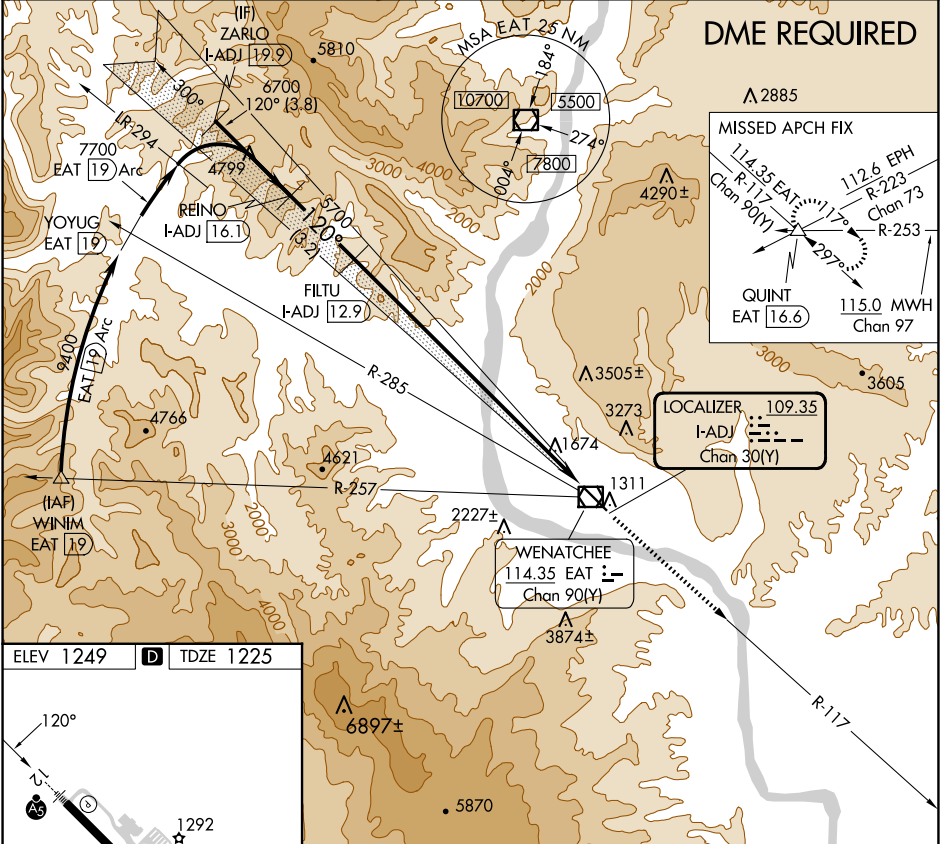 DME REQUIRED
(IF)
ZARLO
I-ADJ 19.9
5810
6700
120° (3.8)
300°
LR-294
7700
EAT 19 Arc
4799
REINO
I-ADJ 16.1
5700
120°
(3.2)
YOYUG
EAT 19
FILTU
I-ADJ 12.9
9400
EAT 19 Arc
R-285
4766
4621
R-257
(IAF)
WINIM
EAT 19
MSA EAT 25 NM
184°
10700
5500
274°
004°
7800
3000
4000
3000
2000
2000
2885
4290±
MISSED APCH FIX
114.35 EAT
R-117
Chan 90(Y)
112.6 EPH
R-223
Chan 73
117°
R-253
297°
QUINT
EAT 16.6
115.0 MWH
Chan 97
3000
3505±
3605
3273
LOCALIZER 109.35
I-ADJ
Chan 30(Y)
1674
1311
2227±
WENATCHEE
114.35 EAT
Chan 90(Y)
3874±
2000
3000
4000
R-117
6897±
5870
ELEV 1249
D
TDZE 1225
120°
12
A5
P
1292